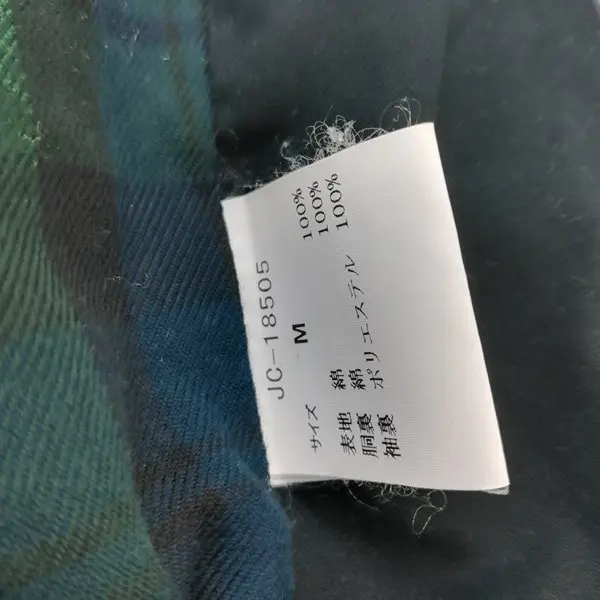 JC-18505
サイズ M
表地 綿 100%
胴裏 綿 100%
袖裏 ポリエステル 100%